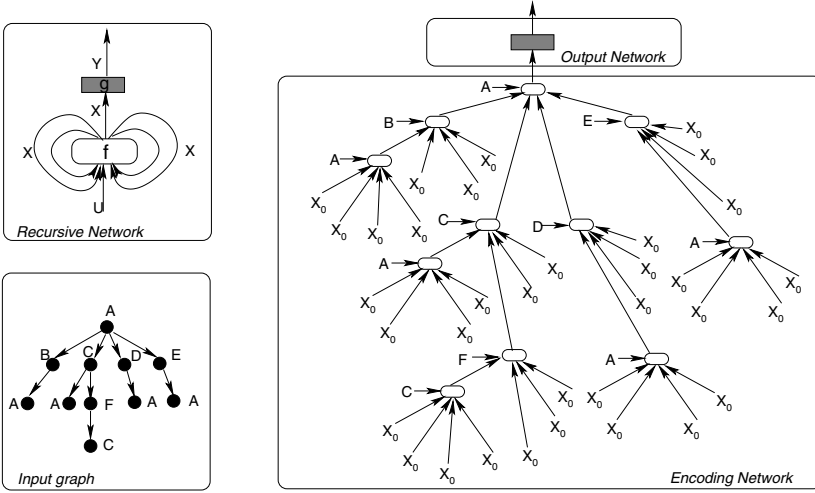 Y
g
X
X
f
X
U
Recursive Network
A
B
C
D
E
A
A
F
A
A
C
Input graph
Output Network
A
B
E
X₀
X₀
A
X₀
X₀
X₀
X₀
X₀
X₀
X₀
X₀
X₀
C
D
X₀
A
A
X₀
X₀
X₀
X₀
X₀
X₀
X₀
X₀
X₀
X₀
X₀
X₀
X₀
X₀
F
A
C
X₀
X₀
X₀
X₀
X₀
X₀
X₀
X₀
X₀
X₀
X₀
Encoding Network